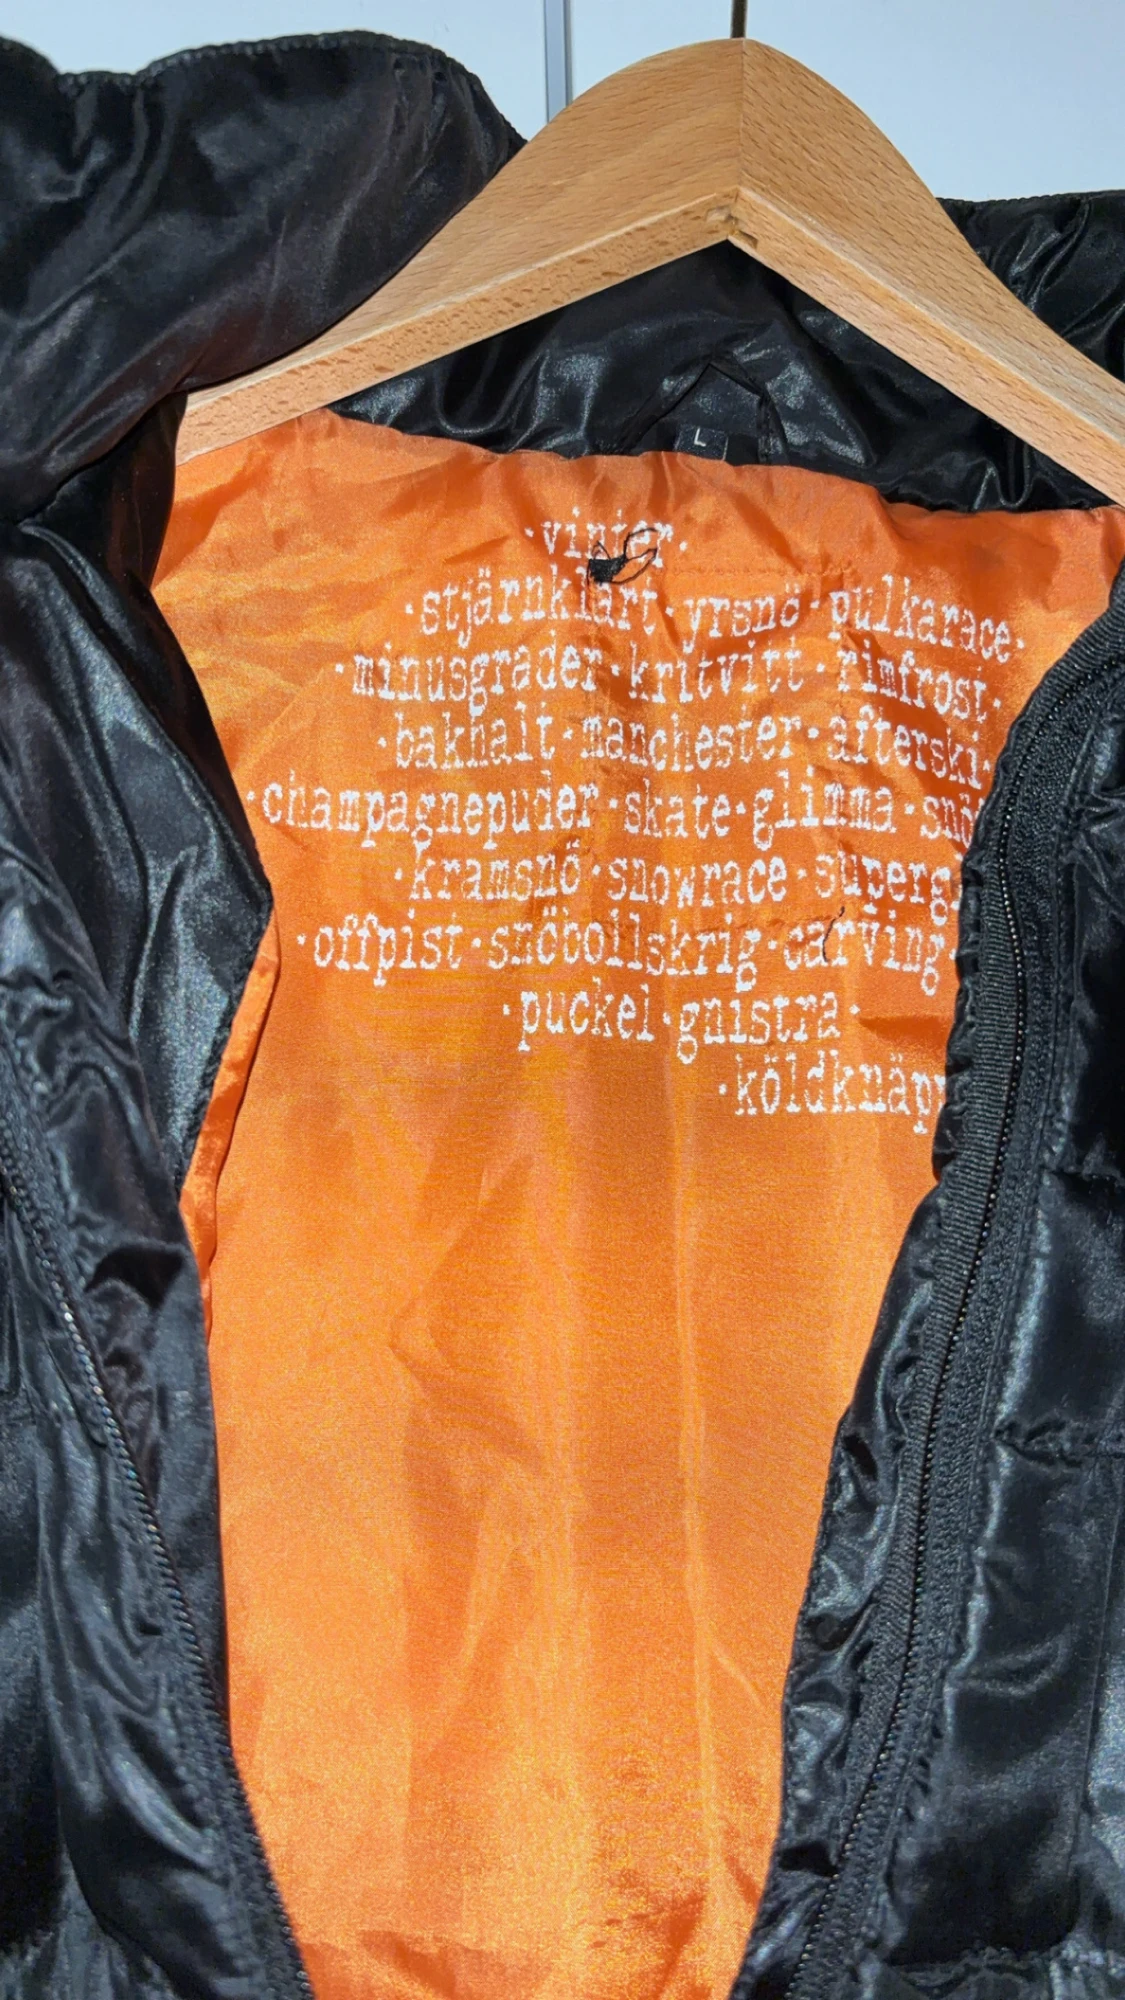 L
·vinter·
·stjärnklart·yrsnö·pulkarace·
·minusgrader·kritvitt·rimfrost·
·bakhalt·manchester·afterski·
·champagnepuder·skate·glimma·
·kramsnö·snowrace·
·offpist·snöbollskrig·carving·
·puckel·gnistra·